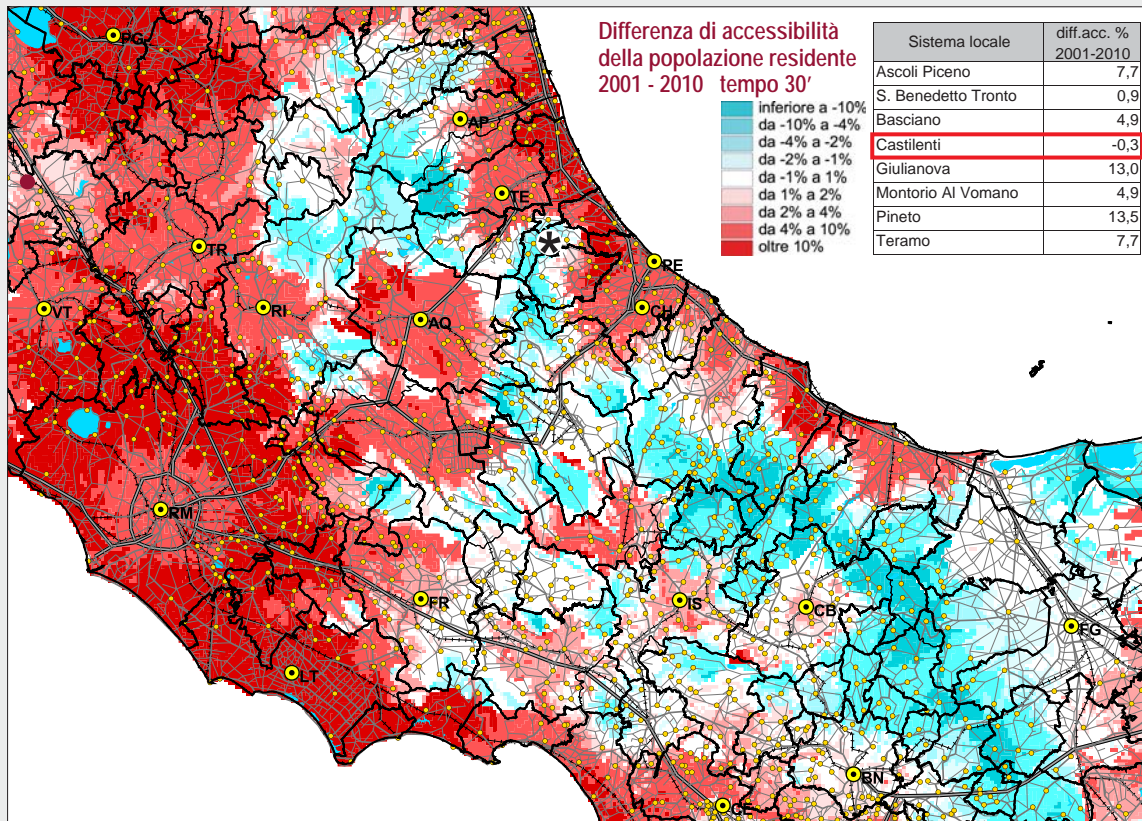 Differenza di accessibilità
della popolazione residente
2001 - 2010 tempo 30'
inferiore a -10%
da -10% a -4%
da -4% a -2%
da -2% a -1%
da -1% a 1%
da 1% a 2%
da 2% a 4%
da 4% a 10%
oltre 10%
Sistema locale diff.acc. % 2001-2010
Ascoli Piceno 7,7
S. Benedetto Tronto 0,9
Basciano 4,9
Castilenti -0,3
Giulianova 13,0
Montorio Al Vomano 4,9
Pineto 13,5
Teramo 7,7
PG
AP
TE
*
TR
PE
VT
RI
AQ
CH
RM
FR
IS
CB
FG
LT
BN
CE